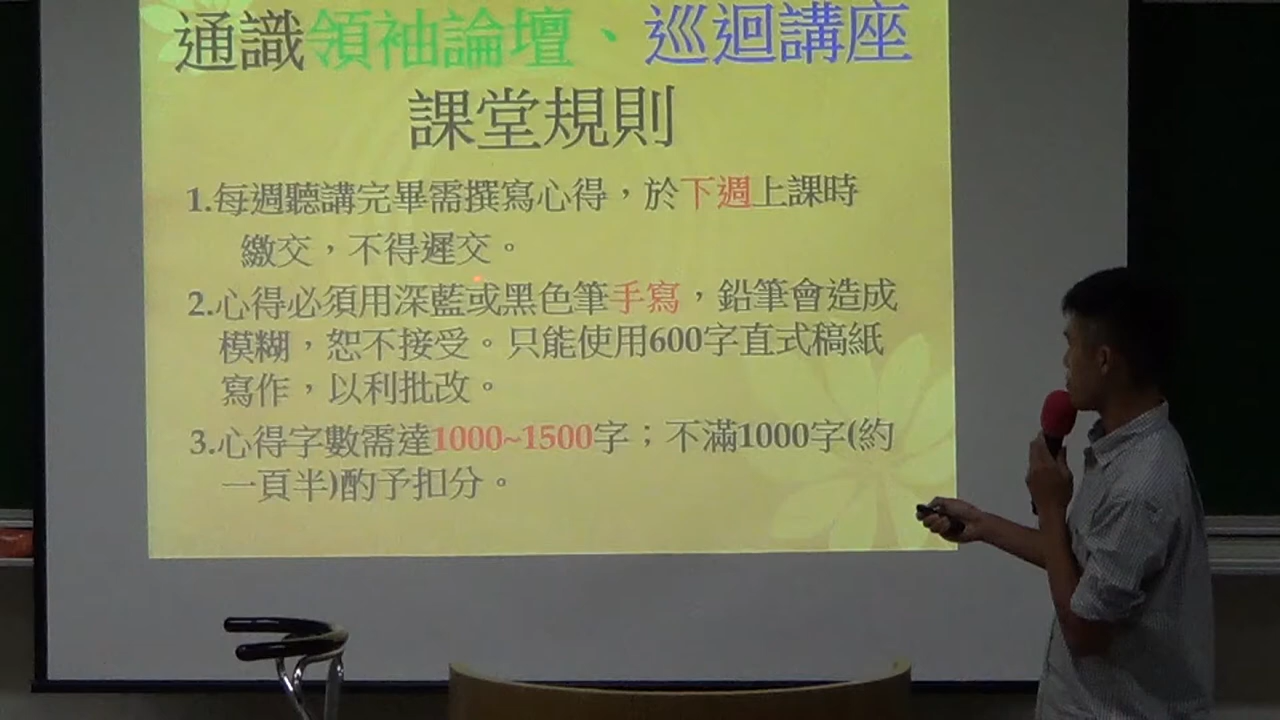 通識領袖論壇、巡迴講座
課堂規則
1.每週聽講完畢需撰寫心得，於下週上課時
繳交，不得遲交。
2.心得必須用深藍或黑色筆手寫，鉛筆會造成
模糊，恕不接受。只能使用600字直式稿紙
寫作，以利批改。
3.心得字數需達1000~1500字；不滿1000字(約
一頁半)酌予扣分。